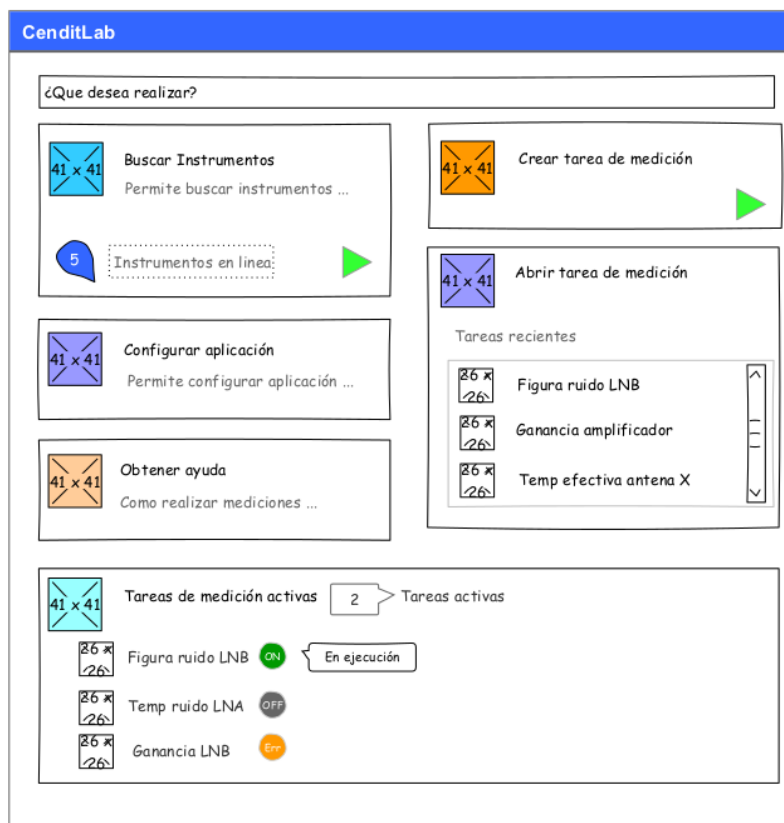 CenditLab
¿Que desea realizar?
41 x 41
Buscar Instrumentos
Permite buscar instrumentos ...
5
Instrumentos en linea
41 x 41
Configurar aplicación
Permite configurar aplicación ...
41 x 41
Obtener ayuda
Como realizar mediciones ...
41 x 41
Crear tarea de medición
41 x 41
Abrir tarea de medición
Tareas recientes
26 x
26
Figura ruido LNB
26 x
26
Ganancia amplificador
26 x
26
Temp efectiva antena X
41 x 41
Tareas de medición activas
2
Tareas activas
26 x
26
Figura ruido LNB
ON
En ejecución
26 x
26
Temp ruido LNA
OFF
26 x
26
Ganancia LNB
Err